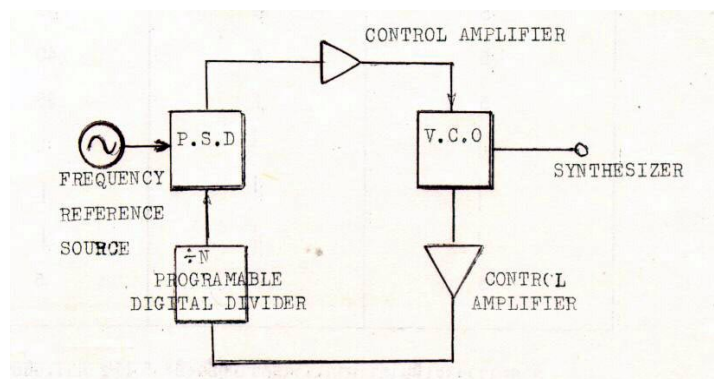 CONTROL AMPLIFIER
P.S.D
V.C.O
SYNTHESIZER
FREQUENCY
REFERENCE
SOURCE
÷N
PROGRAMABLE
DIGITAL DIVIDER
CONTROL
AMPLIFIER